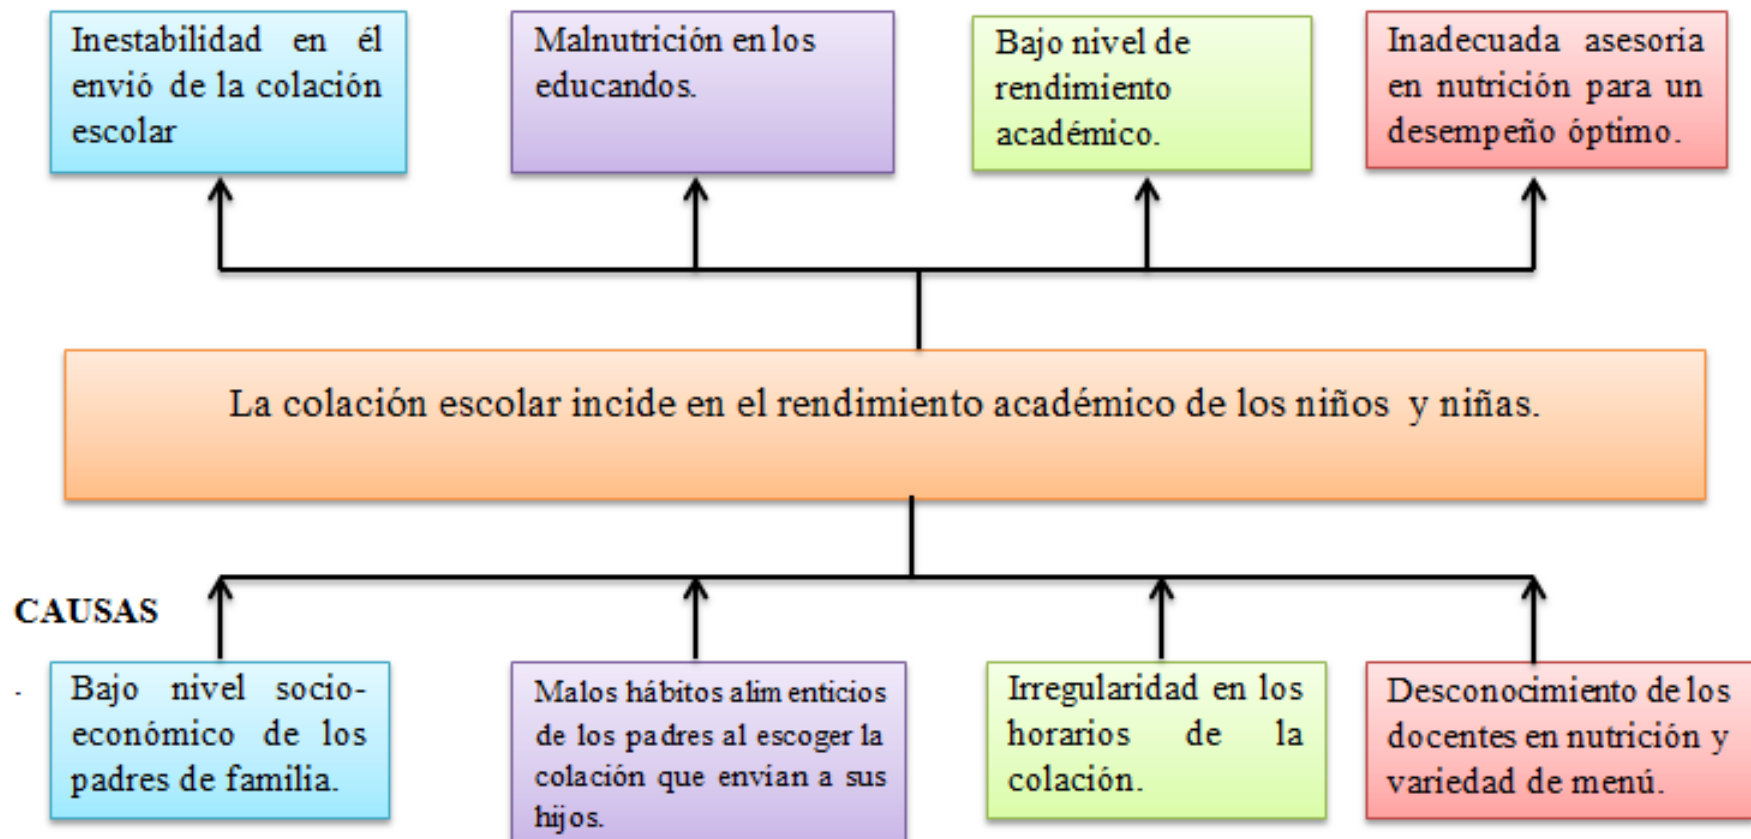 Inestabilidad en él
envió de la colación
escolar
Malnutrición en los
educandos.
Bajo nivel de
rendimiento
académico.
Inadecuada asesoría
en nutrición para un
desempeño óptimo.
La colación escolar incide en el rendimiento académico de los niños y niñas.
CAUSAS
-
Bajo nivel socio-
económico de los
padres de familia.
Malos hábitos alimenticios
de los padres al escoger la
colación que envían a sus
hijos.
Irregularidad en los
horarios de la
colación.
Desconocimiento de los
docentes en nutrición y
variedad de menú.